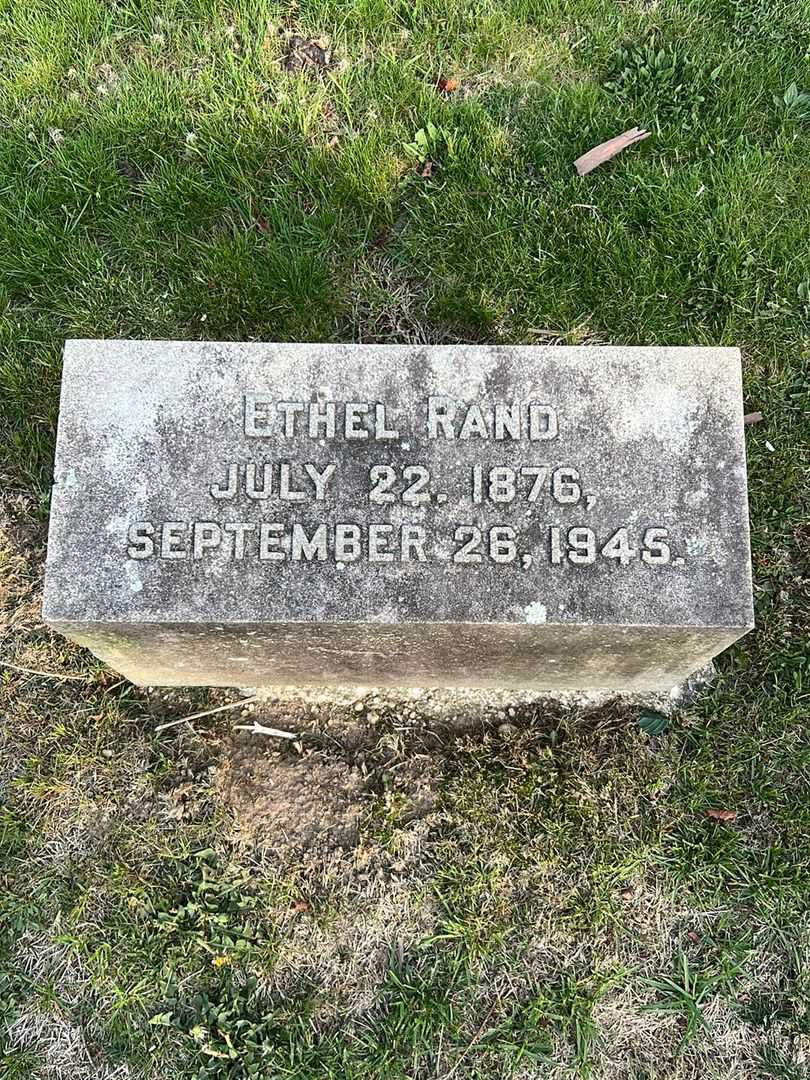 ETHEL RAND
JULY 22. 1876,
SEPTEMBER 26, 1945.